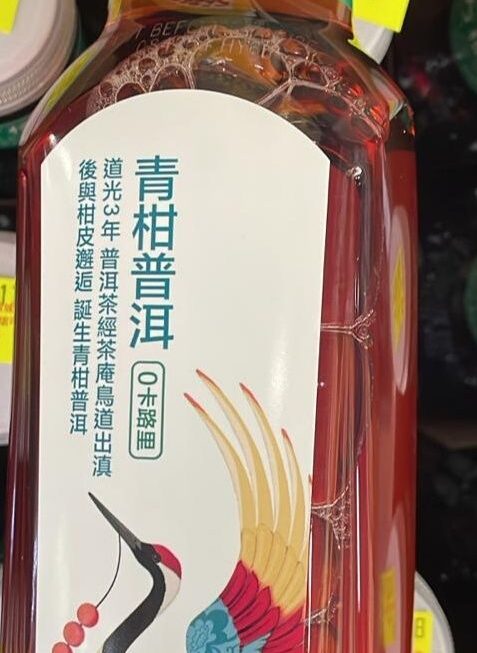 青柑普洱
0卡路里
道光3年 普洱茶經茶庵鳥道出滇
後與柑皮邂逅 誕生青柑普洱